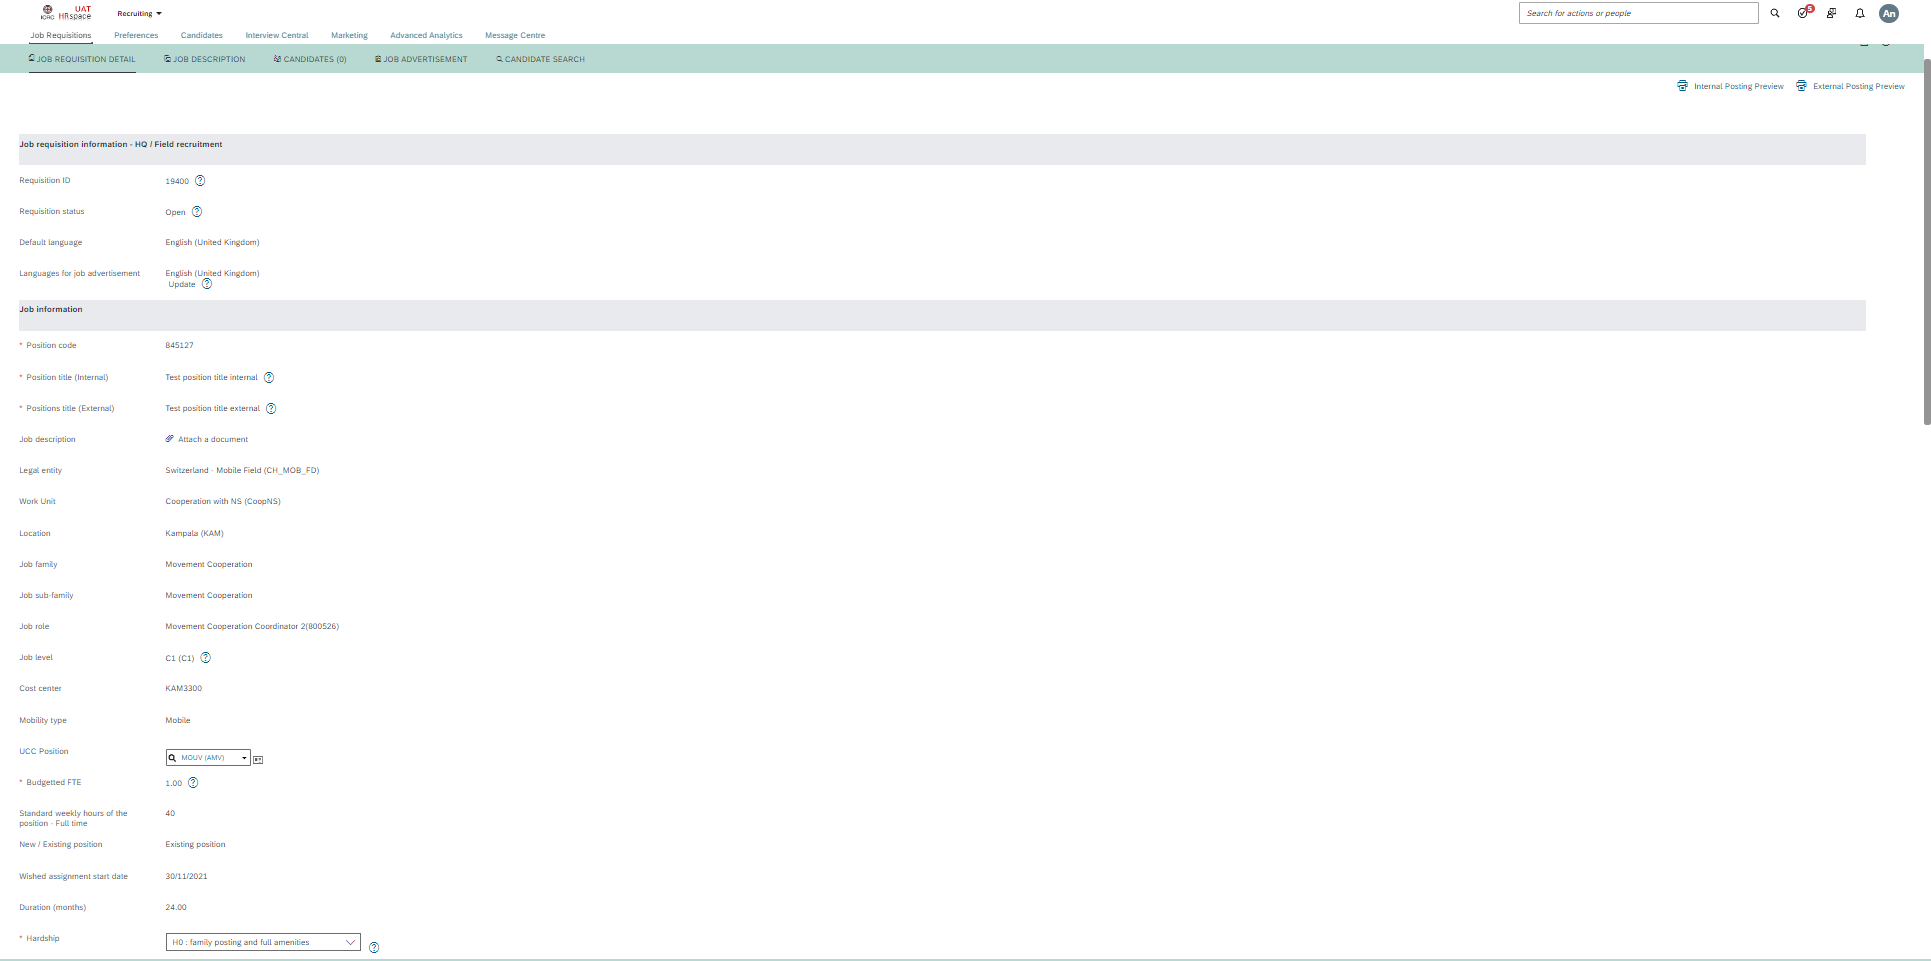 ICRC
UAT
HRspace
Recruiting
Search for actions or people
5
An
Job Requisitions
Preferences
Candidates
Interview Central
Marketing
Advanced Analytics
Message Centre
JOB REQUISITION DETAIL
JOB DESCRIPTION
CANDIDATES (0)
JOB ADVERTISEMENT
CANDIDATE SEARCH
Internal Posting Preview
External Posting Preview
Job requisition information - HQ / Field recruitment
Requisition ID
19400
Requisition status
Open
Default language
English (United Kingdom)
Languages for job advertisement
English (United Kingdom)
Update
Job information
* Position code
845127
* Position title (Internal)
Test position title internal
* Positions title (External)
Test position title external
Job description
Attach a document
Legal entity
Switzerland - Mobile Field (CH_MOB_FD)
Work Unit
Cooperation with NS (CoopNS)
Location
Kampala (KAM)
Job family
Movement Cooperation
Job sub-family
Movement Cooperation
Job role
Movement Cooperation Coordinator 2(800526)
Job level
C1 (C1)
Cost center
KAM3300
Mobility type
Mobile
UCC Position
MOUV (AMV)
* Budgetted FTE
1.00
Standard weekly hours of the
position - Full time
40
New / Existing position
Existing position
Wished assignment start date
30/11/2021
Duration (months)
24.00
* Hardship
H0 : family posting and full amenities